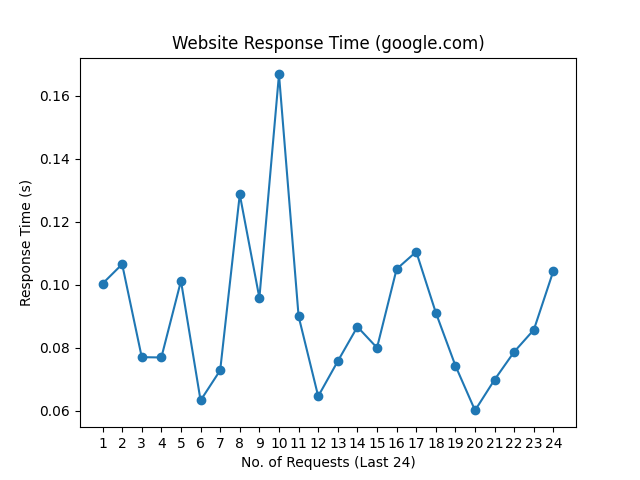 Website Response Time (google.com)
0.16
0.14
0.12
0.10
0.08
0.06
Response Time (s)
1 2 3 4 5 6 7 8 9 10 11 12 13 14 15 16 17 18 19 20 21 22 23 24
No. of Requests (Last 24)